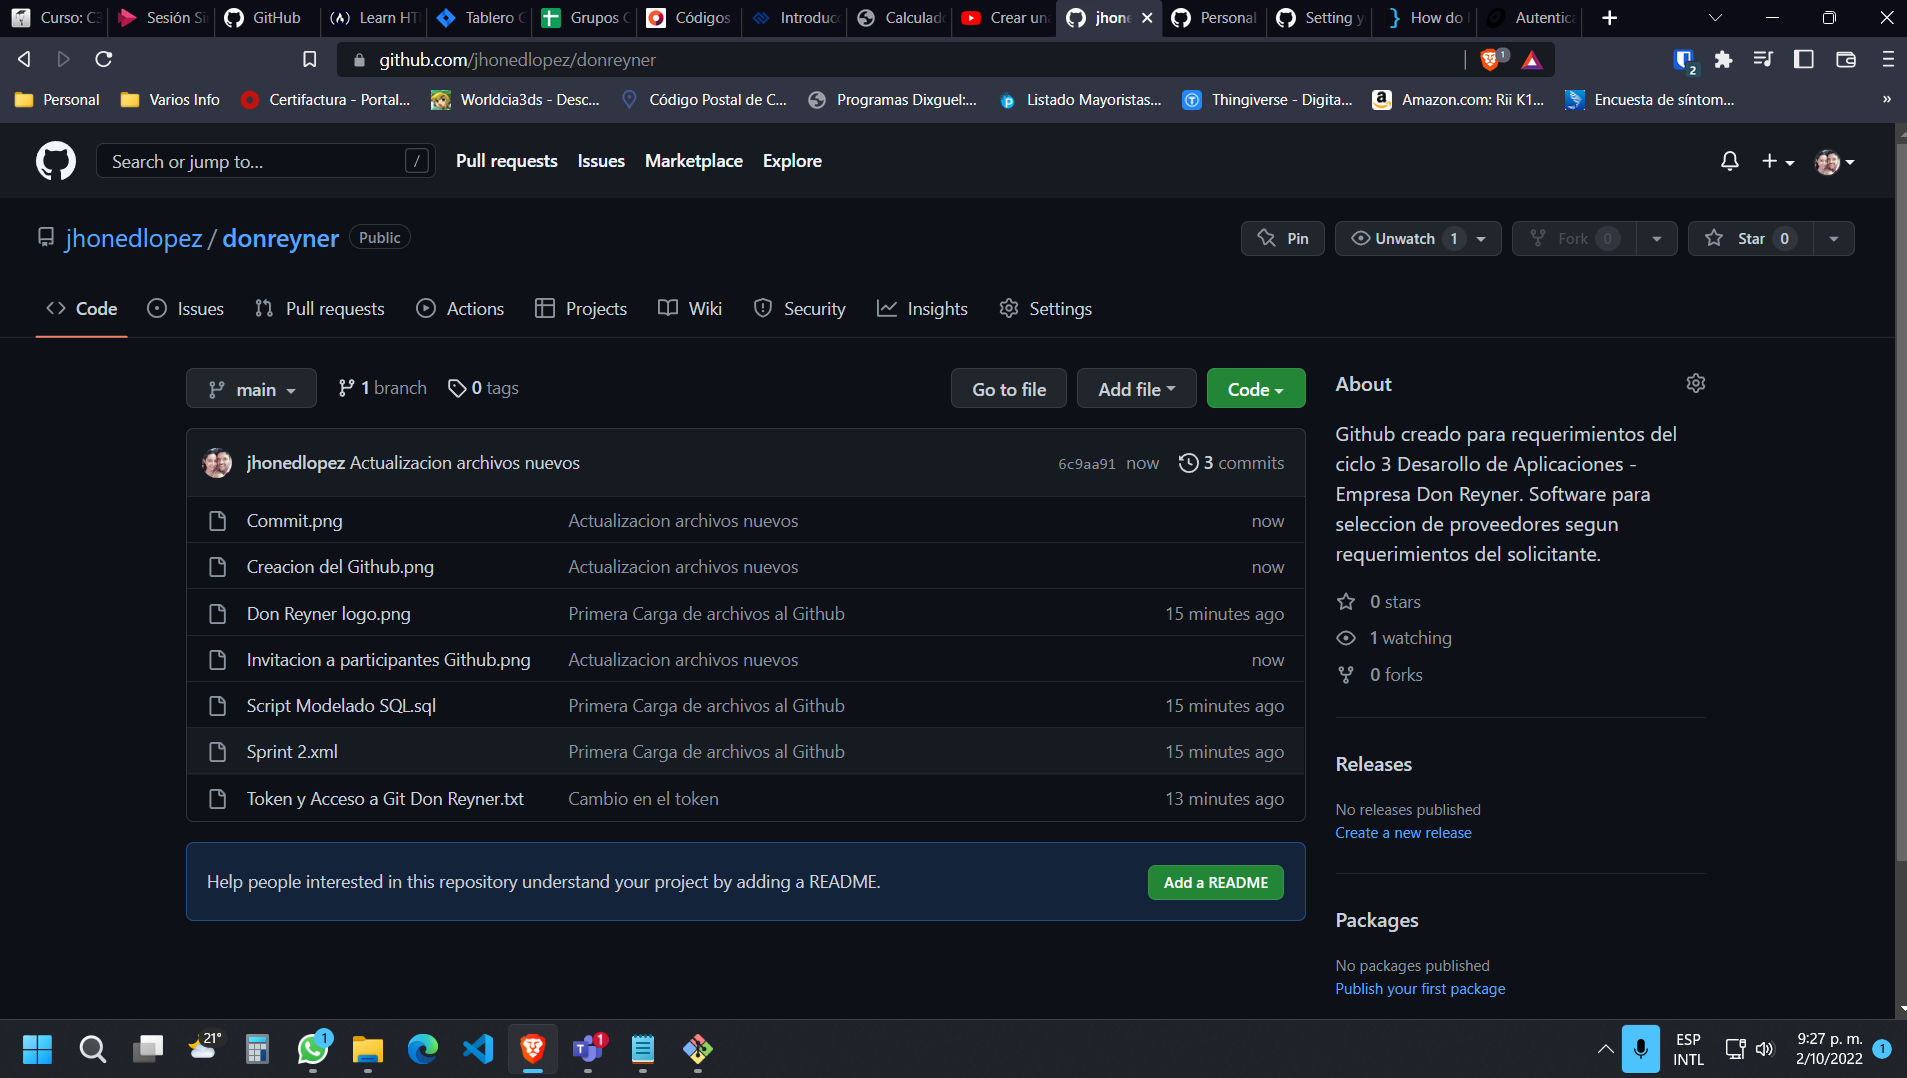 Curso: C3
Sesión Si
GitHub
(A) Learn HT
Tablero G
Grupos C
Códigos
Introduc
Calculad
Crear una
jhone
Personal
Setting y
How do I
Autentica
github.com/jhonedlopez/donreyner
1
2
Personal
Varios Info
Certifactura - Portal...
Worldcia3ds - Desc...
Código Postal de C...
Programas Dixguel:...
Listado Mayoristas...
Thingiverse - Digita...
Amazon.com: Rii K1...
Encuesta de síntom...
»
Search or jump to...
/
Pull requests
Issues
Marketplace
Explore
jhonedlopez / donreyner
Public
Pin
Unwatch 1
Fork 0
Star 0
Code
Issues
Pull requests
Actions
Projects
Wiki
Security
Insights
Settings
main
1 branch
0 tags
Go to file
Add file
Code
jhonedlopez Actualizacion archivos nuevos
6c9aa91 now
3 commits
Commit.png
Actualizacion archivos nuevos
now
Creacion del Github.png
Actualizacion archivos nuevos
now
Don Reyner logo.png
Primera Carga de archivos al Github
15 minutes ago
Invitacion a participantes Github.png
Actualizacion archivos nuevos
now
Script Modelado SQL.sql
Primera Carga de archivos al Github
15 minutes ago
Sprint 2.xml
Primera Carga de archivos al Github
15 minutes ago
Token y Acceso a Git Don Reyner.txt
Cambio en el token
13 minutes ago
Help people interested in this repository understand your project by adding a README.
Add a README
About
Github creado para requerimientos del
ciclo 3 Desarollo de Aplicaciones -
Empresa Don Reyner. Software para
seleccion de proveedores segun
requerimientos del solicitante.
0 stars
1 watching
0 forks
Releases
No releases published
Create a new release
Packages
No packages published
Publish your first package
21°
1
1
ESP
INTL
9:27 p. m.
2/10/2022
1